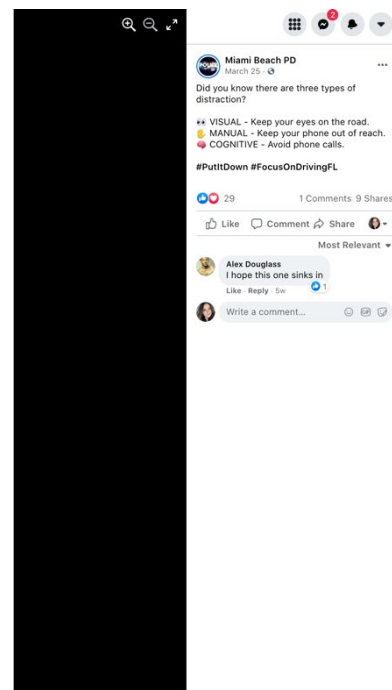 2
Miami Beach PD
March 25 ·
Did you know there are three types of
distraction?
👀 VISUAL - Keep your eyes on the road.
✋ MANUAL - Keep your phone out of reach.
🧠 COGNITIVE - Avoid phone calls.
#PutItDown #FocusOnDrivingFL
29 1 Comments 9 Shares
Like Comment Share
Most Relevant
Alex Douglass
I hope this one sinks in
1
Like · Reply · 5w
Write a comment...
GIF